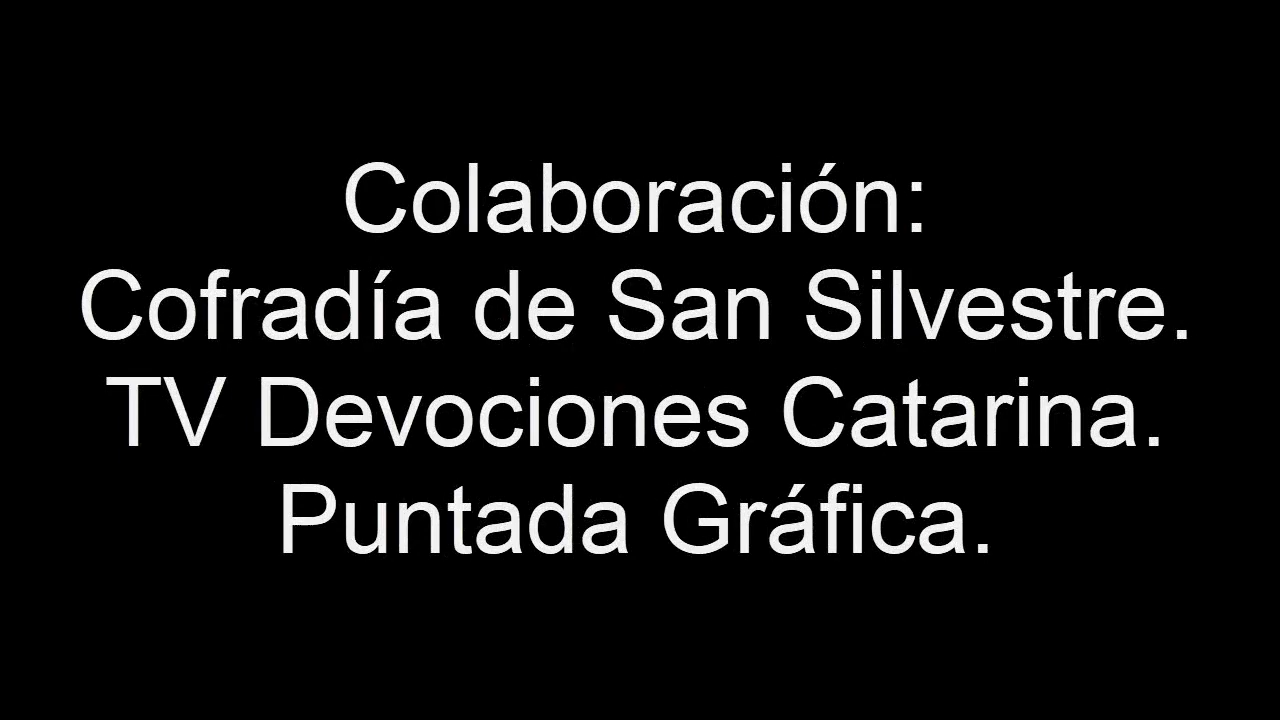 Colaboración:
Cofradía de San Silvestre.
TV Devociones Catarina.
Puntada Gráfica.